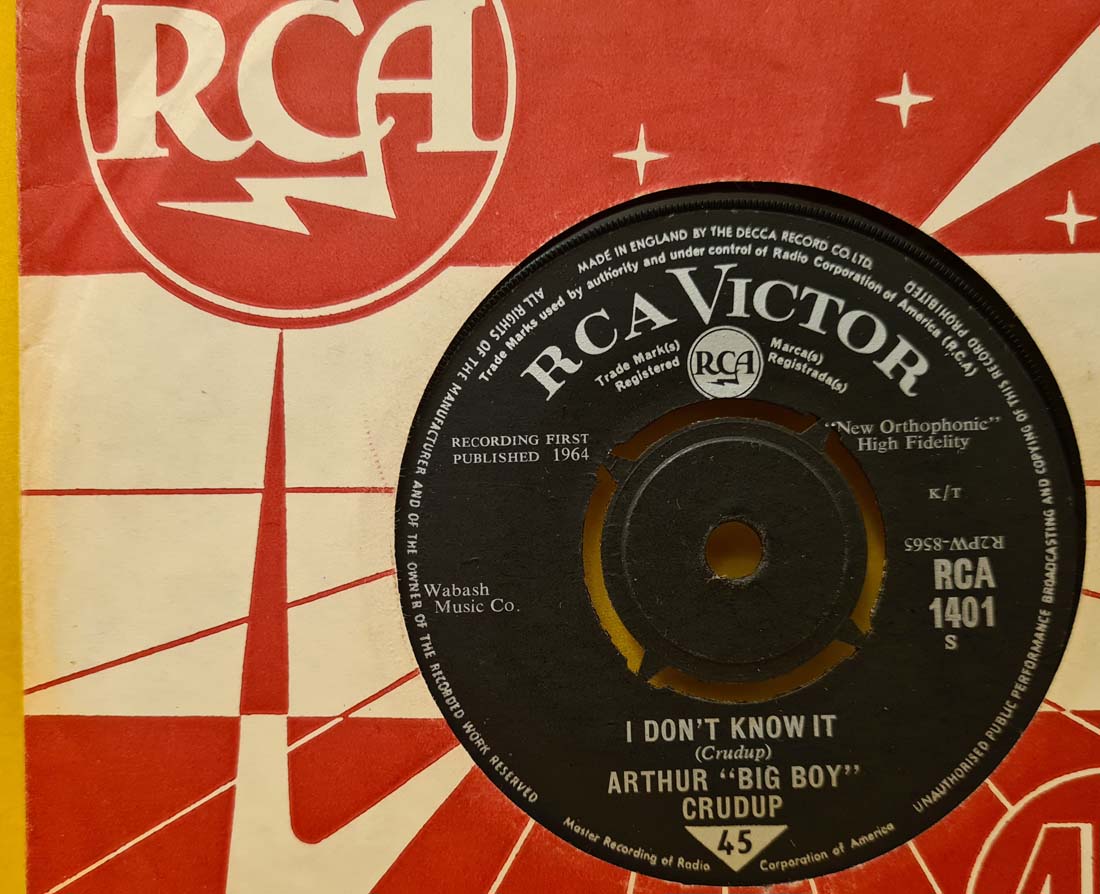 RCA
MADE IN ENGLAND BY THE DECCA RECORD CO. LTD.
ALL RIGHTS OF THE MANUFACTURER AND OF THE OWNER OF THE RECORDED WORK RESERVED
UNAUTHORISED PUBLIC PERFORMANCE BROADCASTING AND COPYING OF THIS RECORD PROHIBITED
Trade Marks used by authority and under control of Radio Corporation of America (R.C.A)
RCA VICTOR
Trade Mark(s)
Registered
RCA
Marca(s)
Registrada(s)
RECORDING FIRST
PUBLISHED 1964
"New Orthophonic"
High Fidelity
K/T
R2PW-8565
RCA
1401
S
Wabash
Music Co.
I DON'T KNOW IT
(Crudup)
ARTHUR "BIG BOY"
CRUDUP
45
Master Recording of Radio Corporation of America